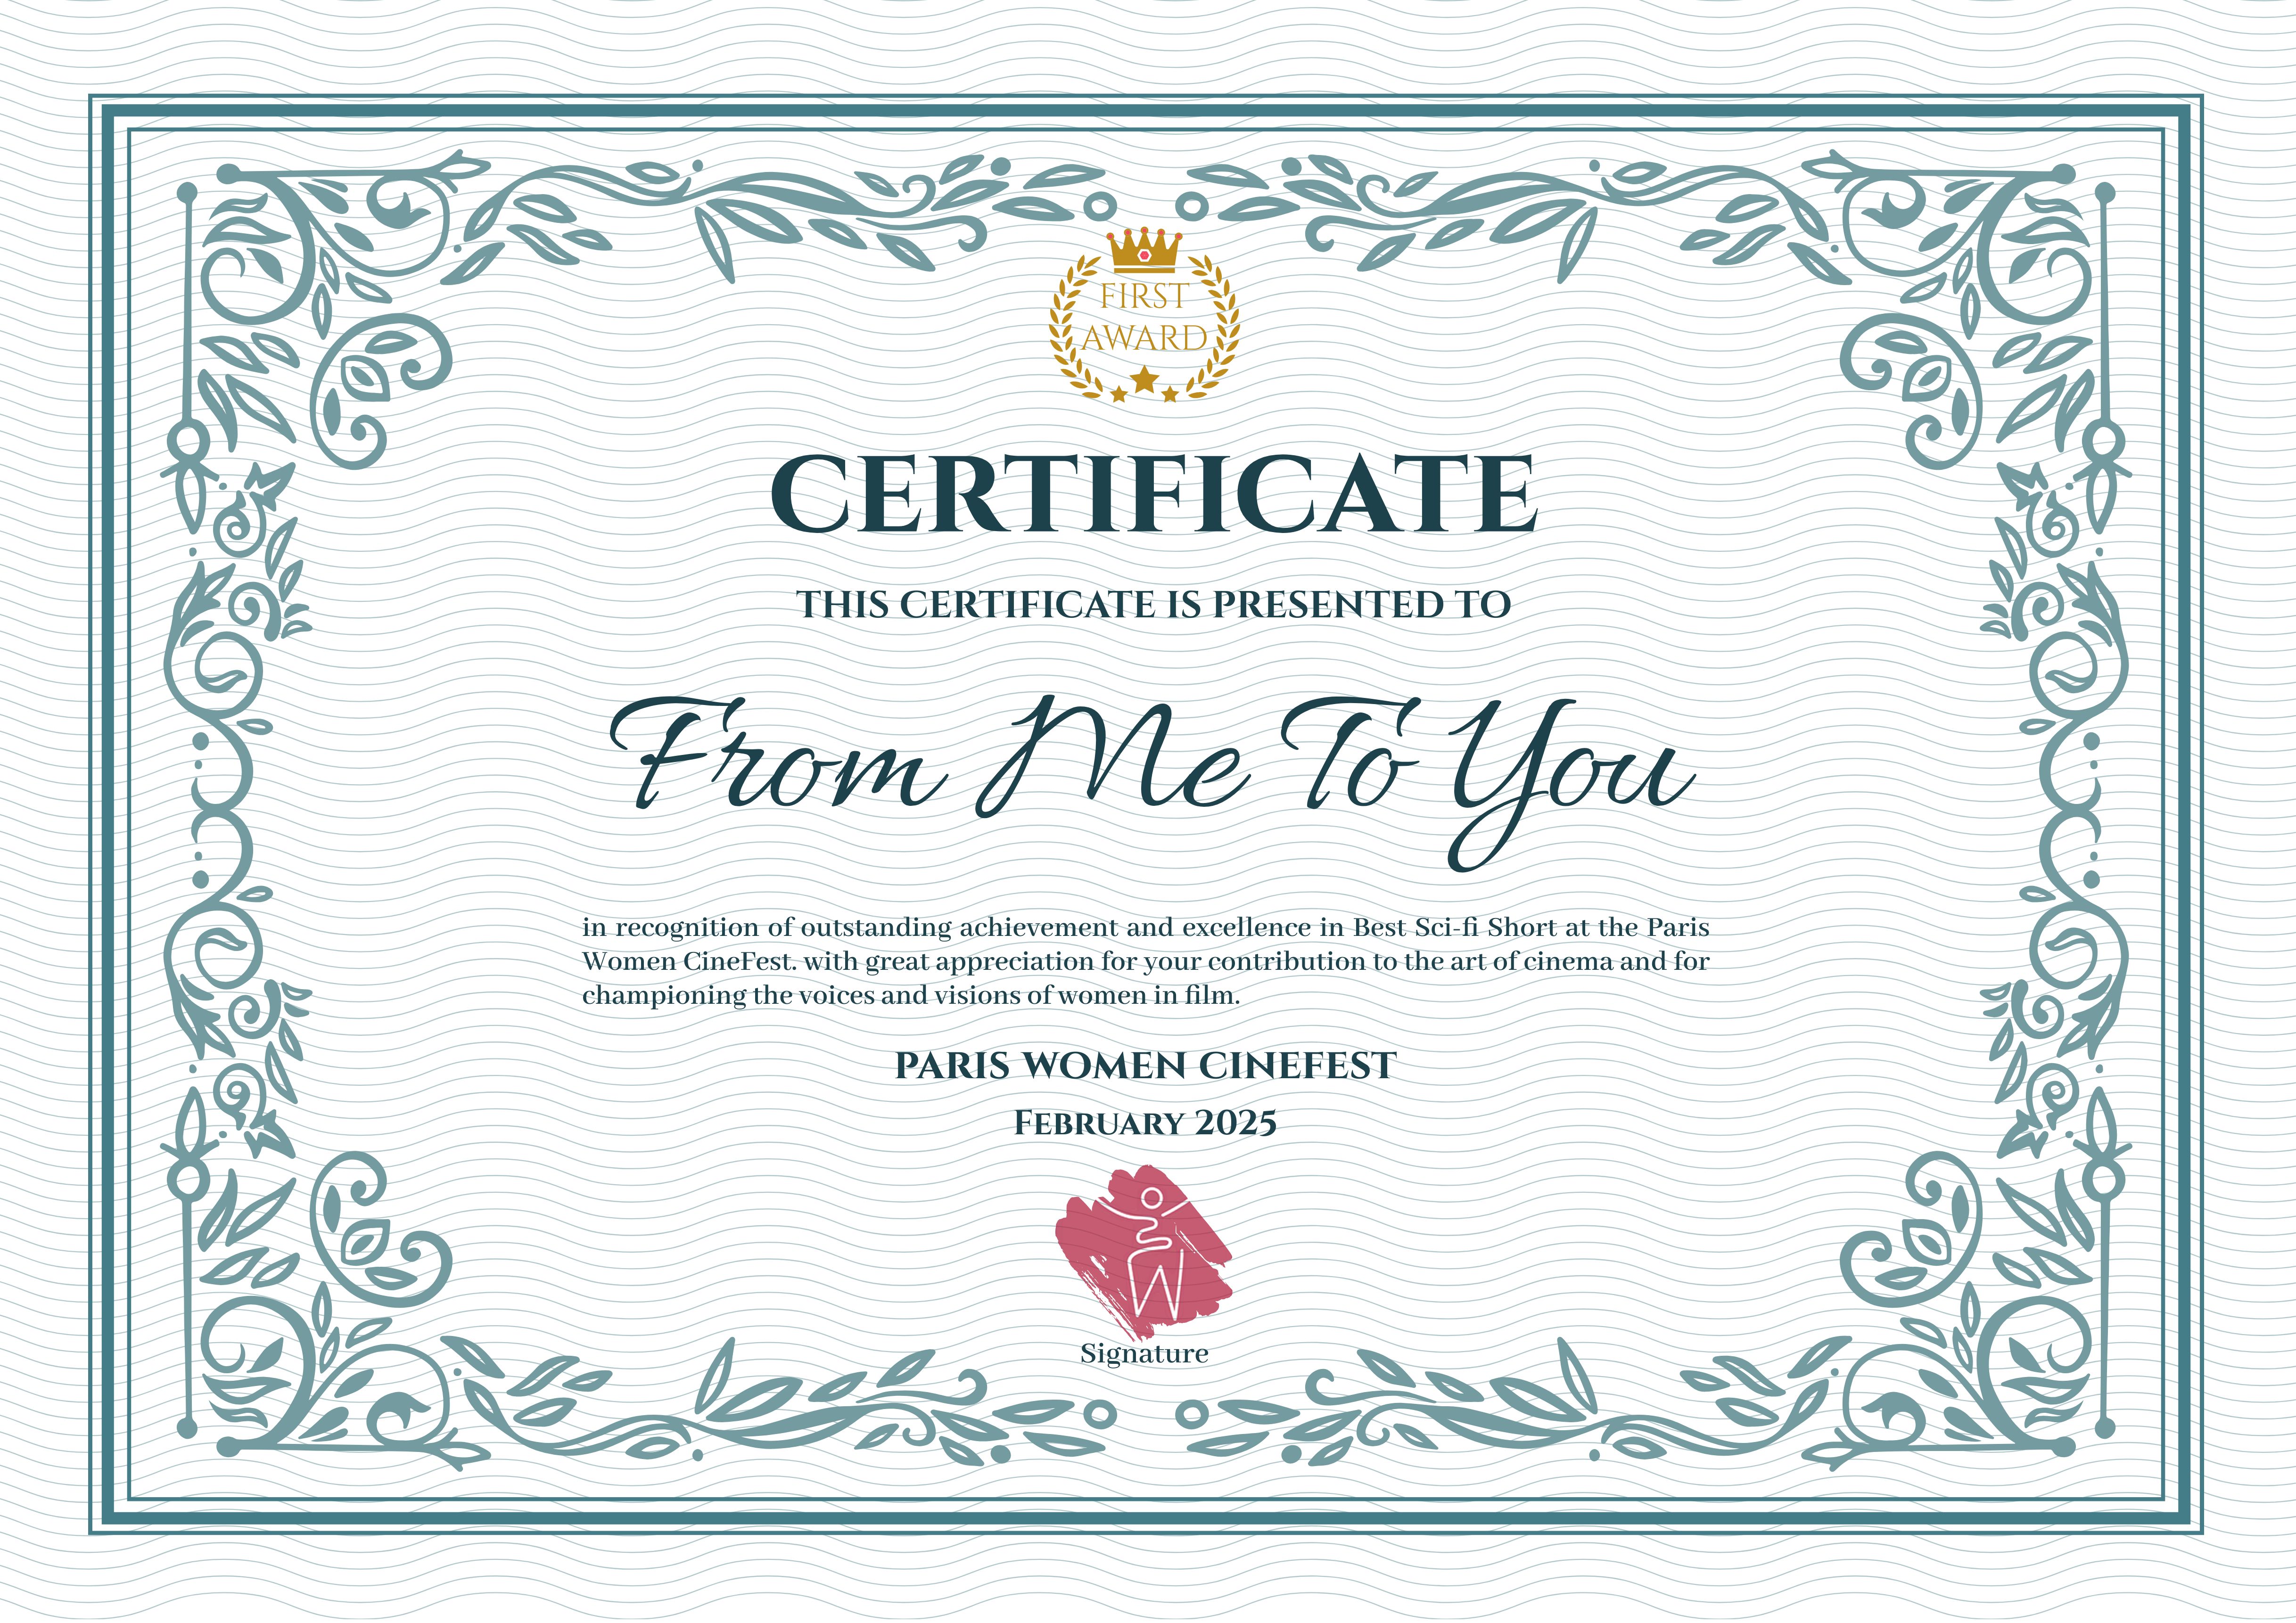 FIRST
AWARD
CERTIFICATE
THIS CERTIFICATE IS PRESENTED TO
From Me To You
in recognition of outstanding achievement and excellence in Best Sci-fi Short at the Paris
Women CineFest. with great appreciation for your contribution to the art of cinema and for
championing the voices and visions of women in film.
PARIS WOMEN CINEFEST
FEBRUARY 2025
W
Signature